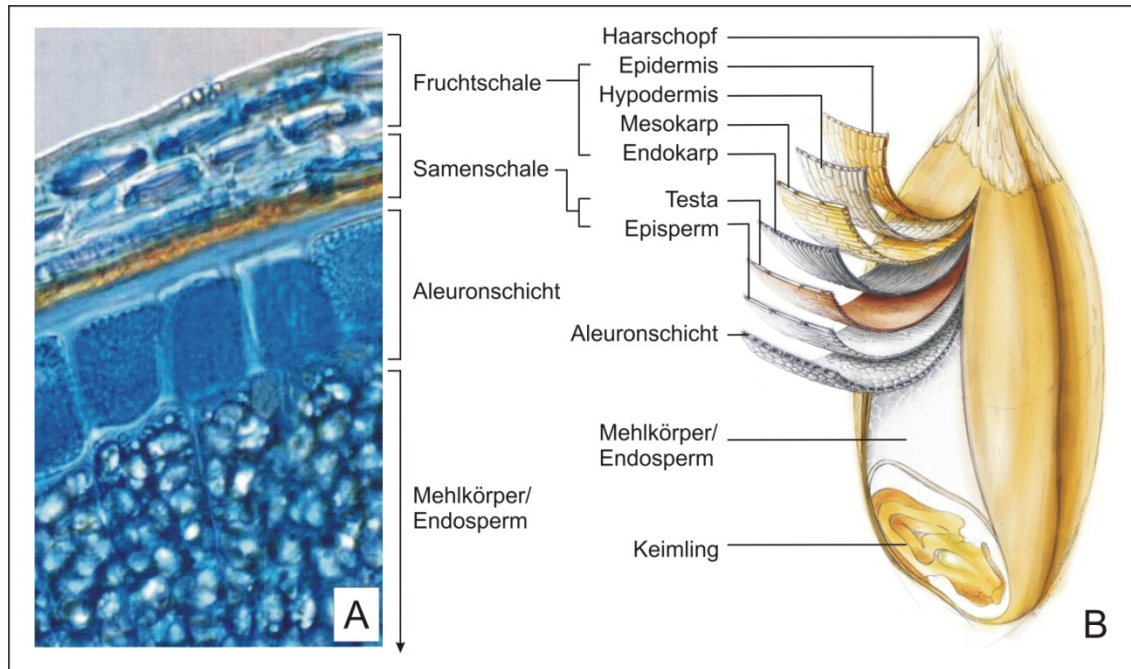 Haarschopf
Fruchtschale
Epidermis
Hypodermis
Mesokarp
Endokarp
Samenschale
Testa
Episperm
Aleuronschicht
Aleuronschicht
Mehlkörper/
Endosperm
Mehlkörper/
Endosperm
Keimling
A
B